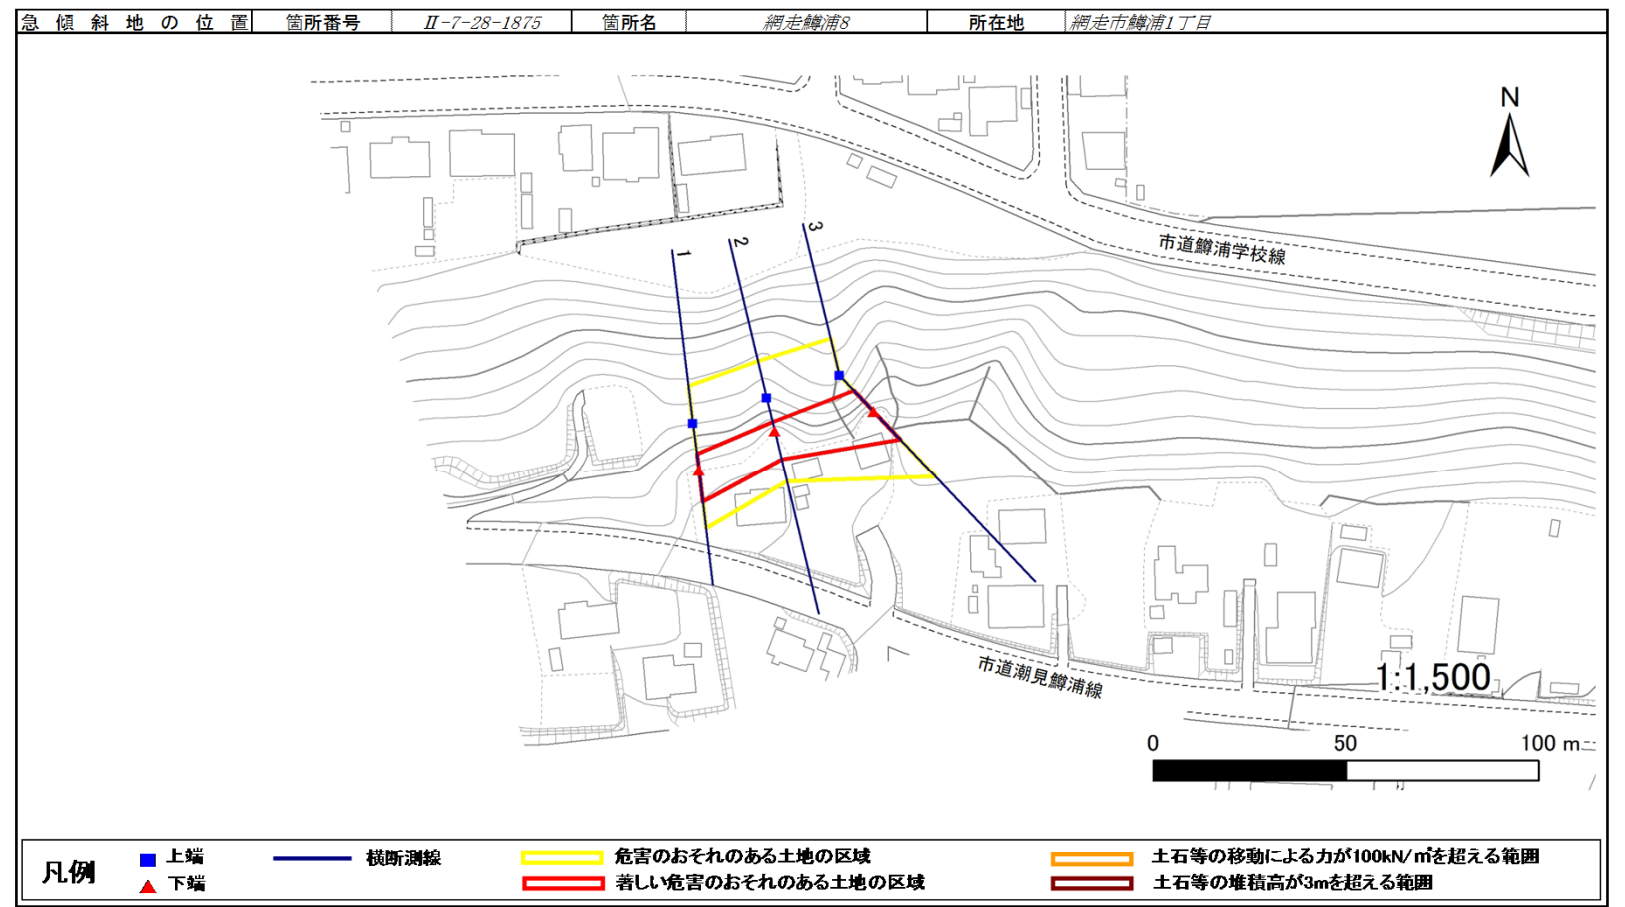 急傾斜地の位置 箇所番号 Ⅱ-7-28-1875 箇所名 網走鱒浦8 所在地 網走市鱒浦1丁目
N
3
2
1
市道鱒浦学校線
市道潮見鱒浦線
1:1,500
0 50 100 m
凡例
上端 横断測線 危害のおそれのある土地の区域 土石等の移動による力が100kN/㎡を超える範囲
下端 著しい危害のおそれのある土地の区域 土石等の堆積高が3mを超える範囲